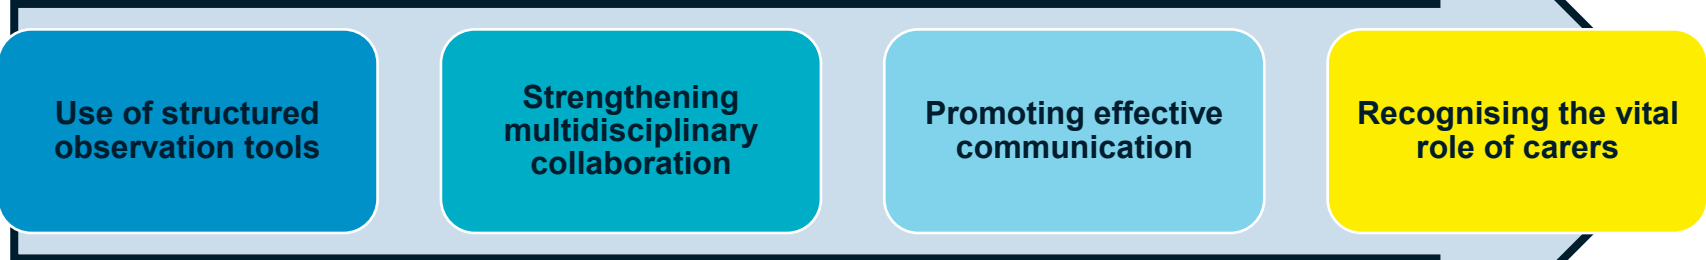 Use of structured
observation tools
Strengthening
multidisciplinary
collaboration
Promoting effective
communication
Recognising the vital
role of carers